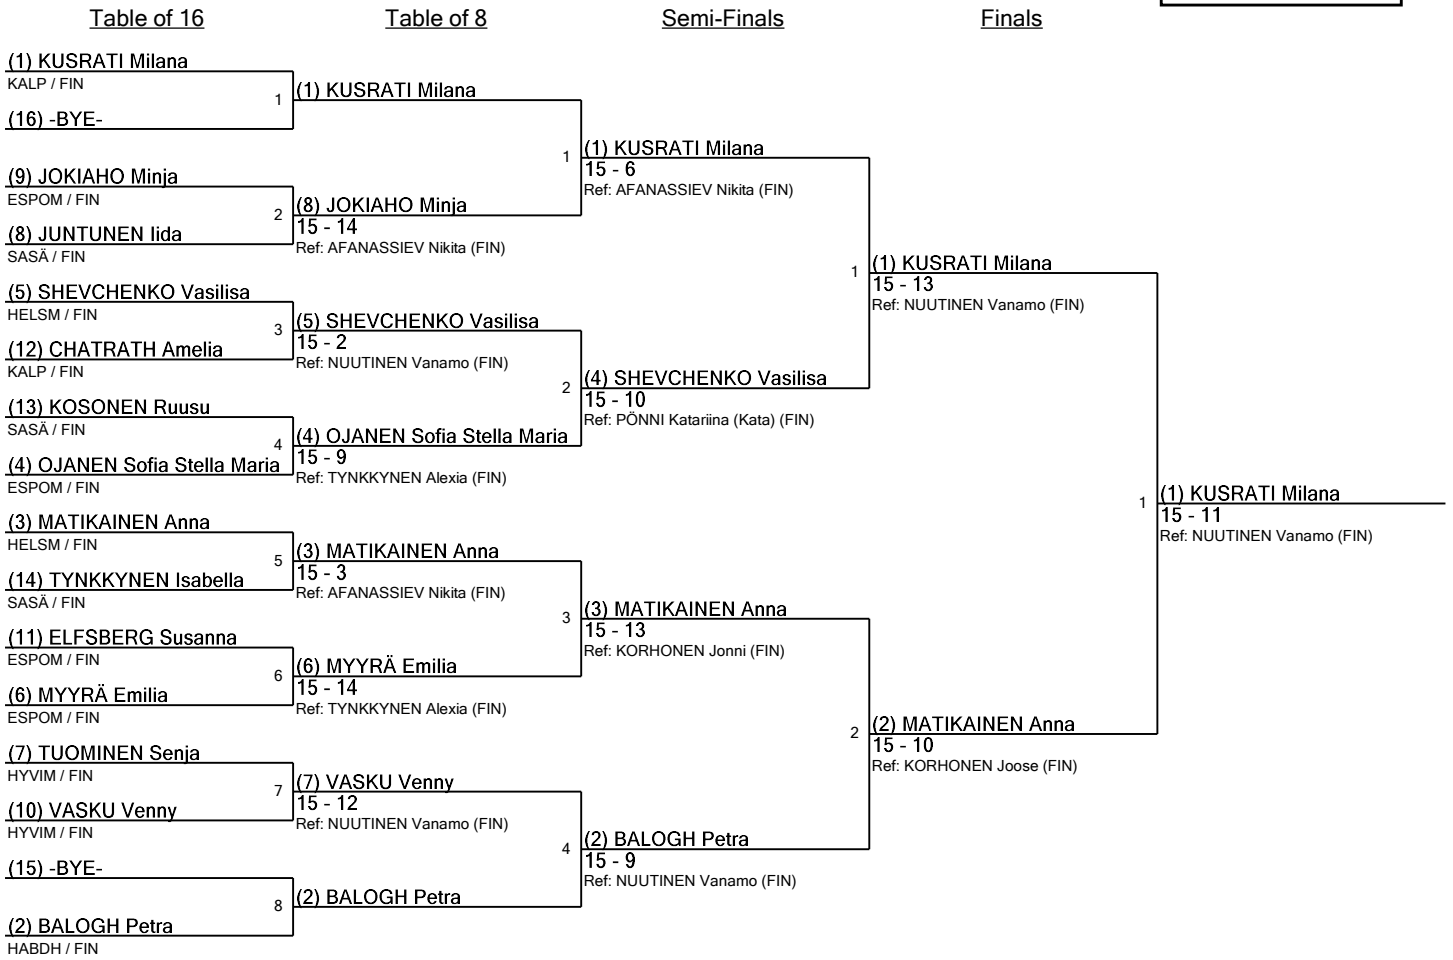 Table of 16
Table of 8
Semi-Finals
Finals
(1) KUSRATI Milana
KALP / FIN
1
(16) -BYE-
(9) JOKIAHO Minja
ESPOM / FIN
2
(8) JUNTUNEN Iida
SASÄ / FIN
(5) SHEVCHENKO Vasilisa
HELSM / FIN
3
(12) CHATRATH Amelia
KALP / FIN
(13) KOSONEN Ruusu
SASÄ / FIN
4
(4) OJANEN Sofia Stella Maria
ESPOM / FIN
(3) MATIKAINEN Anna
HELSM / FIN
5
(14) TYNKKYNEN Isabella
SASÄ / FIN
(11) ELFSBERG Susanna
ESPOM / FIN
6
(6) MYYRÄ Emilia
ESPOM / FIN
(7) TUOMINEN Senja
HYVIM / FIN
7
(10) VASKU Venny
HYVIM / FIN
(15) -BYE-
8
(2) BALOGH Petra
HABDH / FIN
(1) KUSRATI Milana
1
(8) JOKIAHO Minja
15 - 14
Ref: AFANASSIEV Nikita (FIN)
(5) SHEVCHENKO Vasilisa
15 - 2
Ref: NUUTINEN Vanamo (FIN)
2
(4) OJANEN Sofia Stella Maria
15 - 9
Ref: TYNKKYNEN Alexia (FIN)
(3) MATIKAINEN Anna
15 - 3
Ref: AFANASSIEV Nikita (FIN)
3
(6) MYYRÄ Emilia
15 - 14
Ref: TYNKKYNEN Alexia (FIN)
(7) VASKU Venny
15 - 12
Ref: NUUTINEN Vanamo (FIN)
4
(2) BALOGH Petra
(1) KUSRATI Milana
15 - 6
Ref: AFANASSIEV Nikita (FIN)
1
(4) SHEVCHENKO Vasilisa
15 - 10
Ref: PÖNNI Katariina (Kata) (FIN)
(3) MATIKAINEN Anna
15 - 13
Ref: KORHONEN Jonni (FIN)
2
(2) BALOGH Petra
15 - 9
Ref: NUUTINEN Vanamo (FIN)
(1) KUSRATI Milana
15 - 13
Ref: NUUTINEN Vanamo (FIN)
1
(2) MATIKAINEN Anna
15 - 10
Ref: KORHONEN Joose (FIN)
(1) KUSRATI Milana
15 - 11
Ref: NUUTINEN Vanamo (FIN)